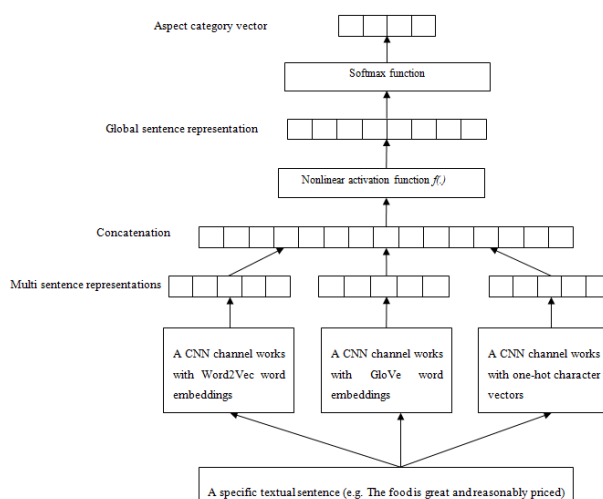 Aspect category vector
Softmax function
Global sentence representation
Nonlinear activation function f(.)
Concatenation
Multi sentence representations
A CNN channel works
with Word2Vec word
embeddings
A CNN channel works
with GloVe word
embeddings
A CNN channel works
with one-hot character
vectors
A specific textual sentence (e.g. The food is great and reasonably priced)